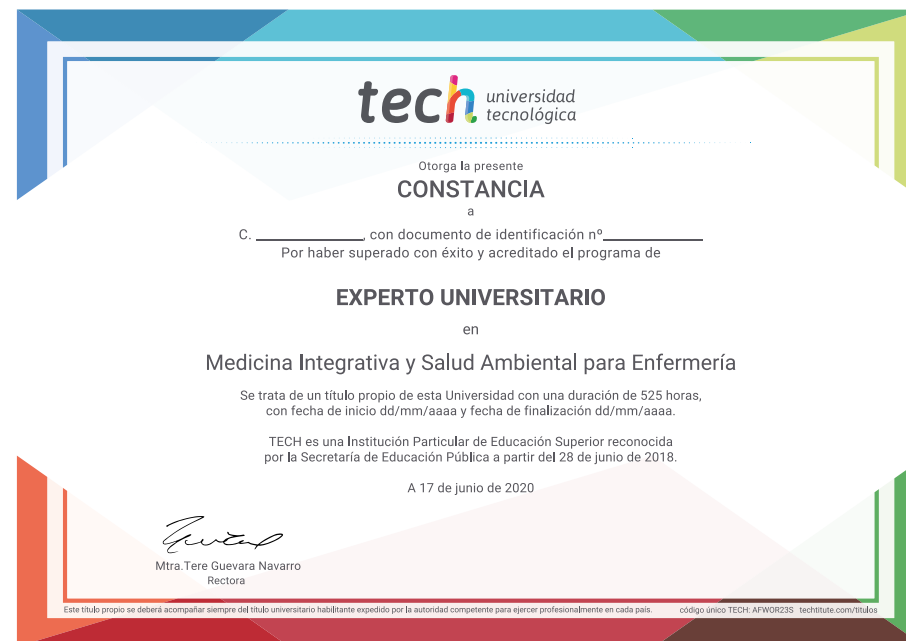 tech universidad
tecnológica
Otorga la presente
CONSTANCIA
a
C. ______________, con documento de identificación nº_____________
Por haber superado con éxito y acreditado el programa de
EXPERTO UNIVERSITARIO
en
Medicina Integrativa y Salud Ambiental para Enfermería
Se trata de un título propio de esta Universidad con una duración de 525 horas,
con fecha de inicio dd/mm/aaaa y fecha de finalización dd/mm/aaaa.
TECH es una Institución Particular de Educación Superior reconocida
por la Secretaría de Educación Pública a partir del 28 de junio de 2018.
A 17 de junio de 2020
Mtra.Tere Guevara Navarro
Rectora
Este título propio se deberá acompañar siempre del título universitario habilitante expedido por la autoridad competente para ejercer profesionalmente en cada país. código único TECH: AFWOR23S techtitute.com/titulos